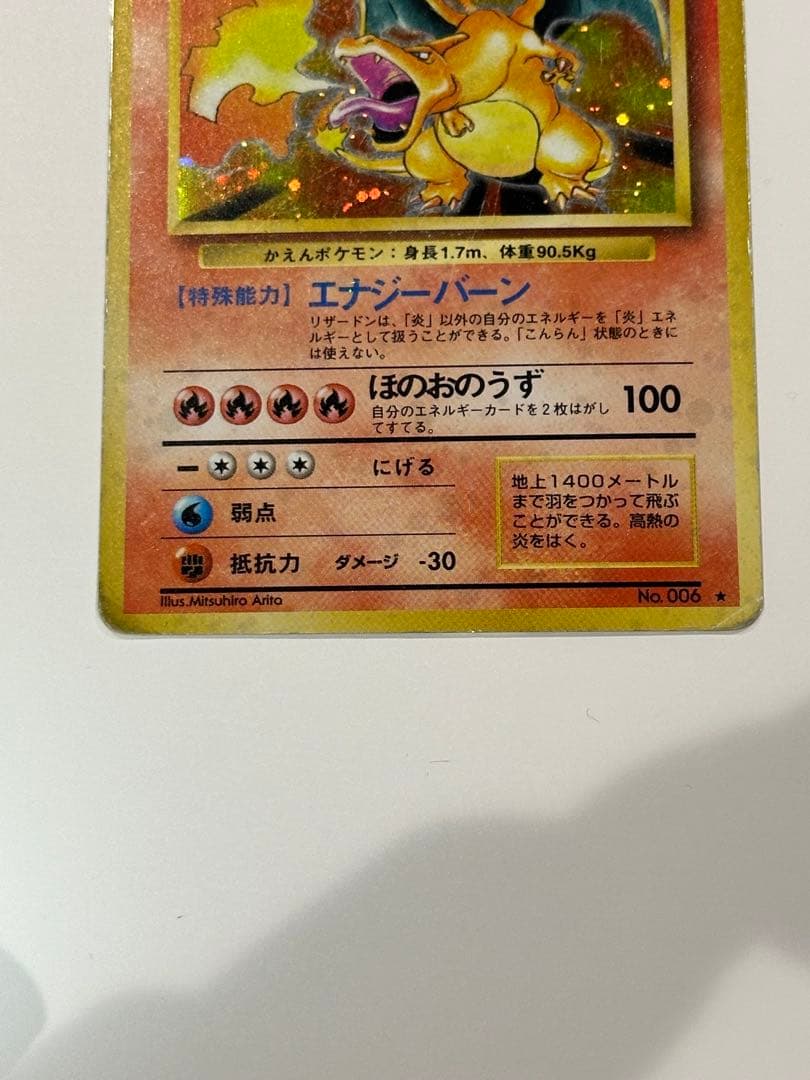 かえんポケモン：身長1.7m、体重90.5Kg
【特殊能力】 エナジーバーン
リザードンは、「炎」以外の自分のエネルギーを「炎」エネ
ルギーとして扱うことができる。「こんらん」状態のときに
は使えない。
ほのおのうず 100
自分のエネルギーカードを2枚はがし
てすてる。
にげる
弱点
抵抗力 ダメージ -30
地上1400メートル
まで羽をつかって飛ぶ
ことができる。高熱の
炎をはく。
Illus.Mitsuhiro Arita
No. 006 ★